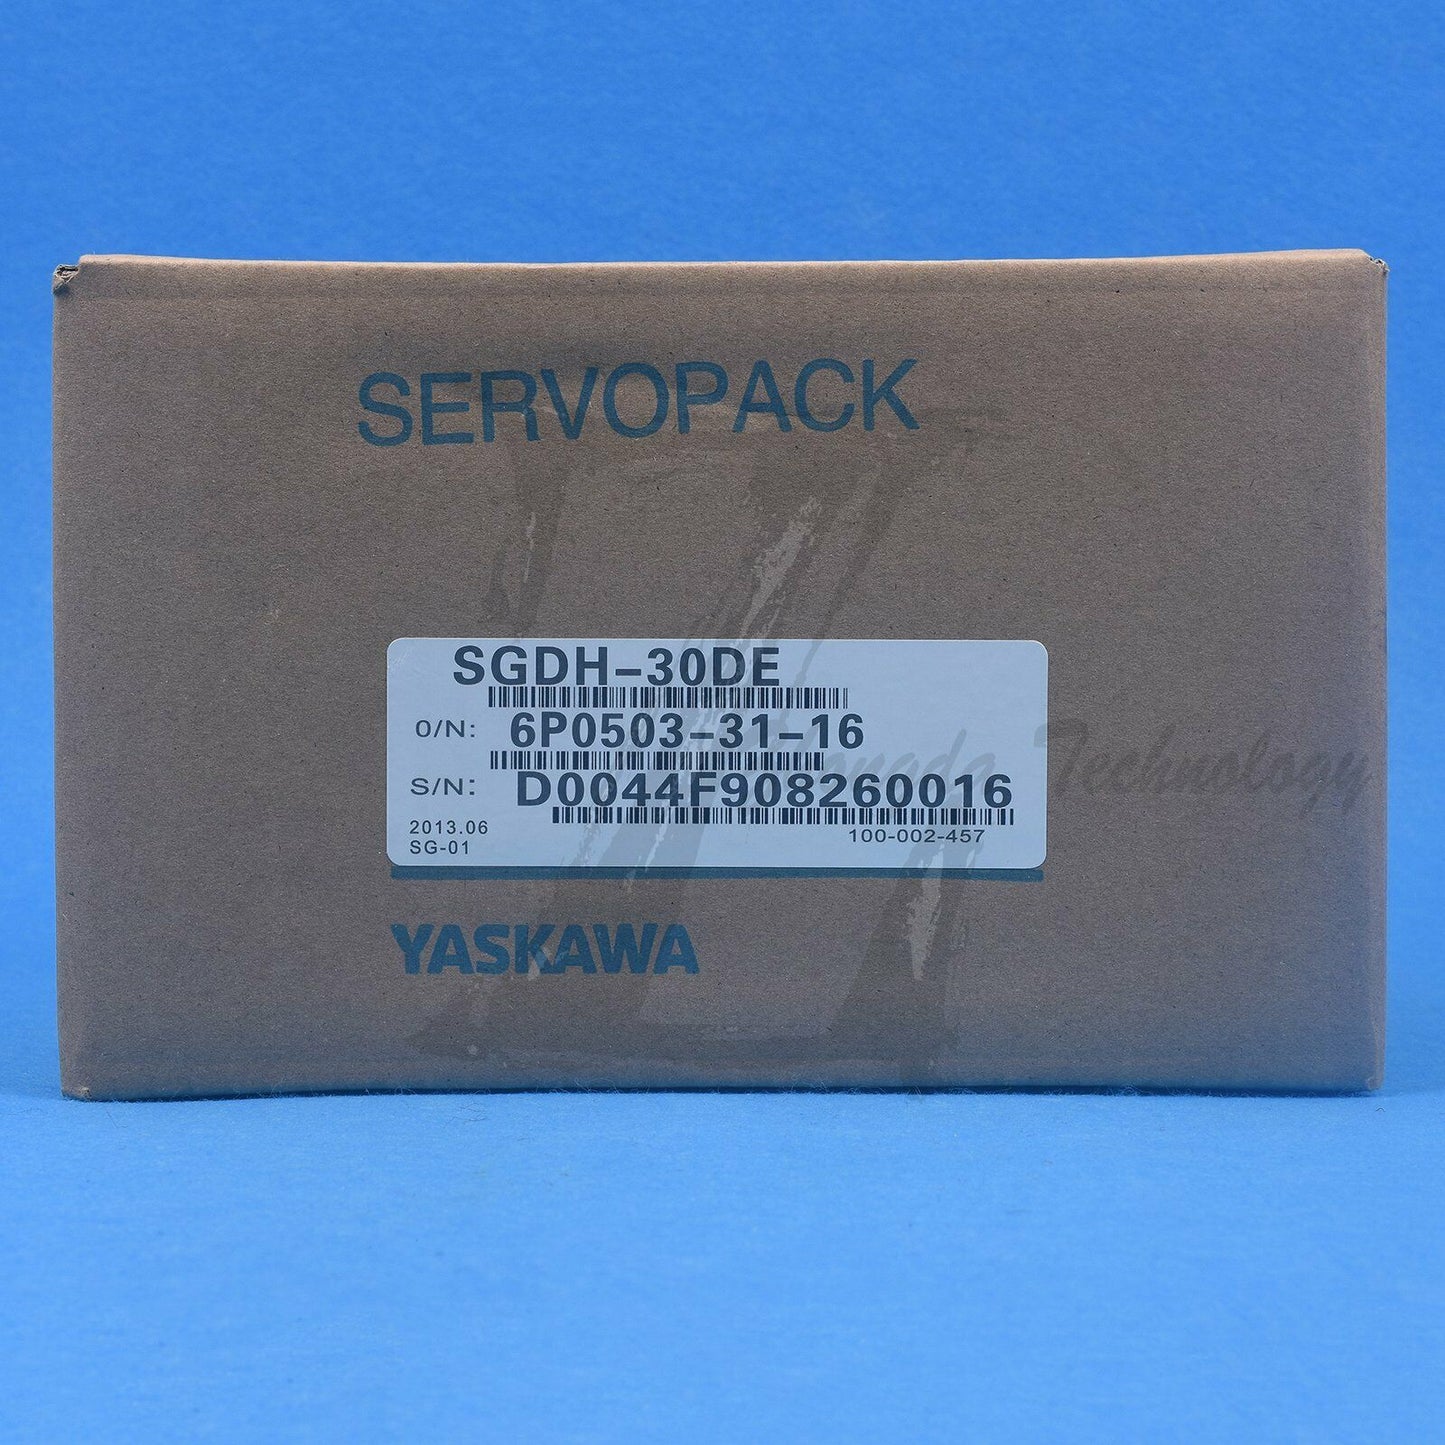 SERVOPACK
SGDH-30DE
O/N: 6P0503-31-16
S/N: D0044F908260016
2013.06
100-002-457
SG-01
YASKAWA
Technology